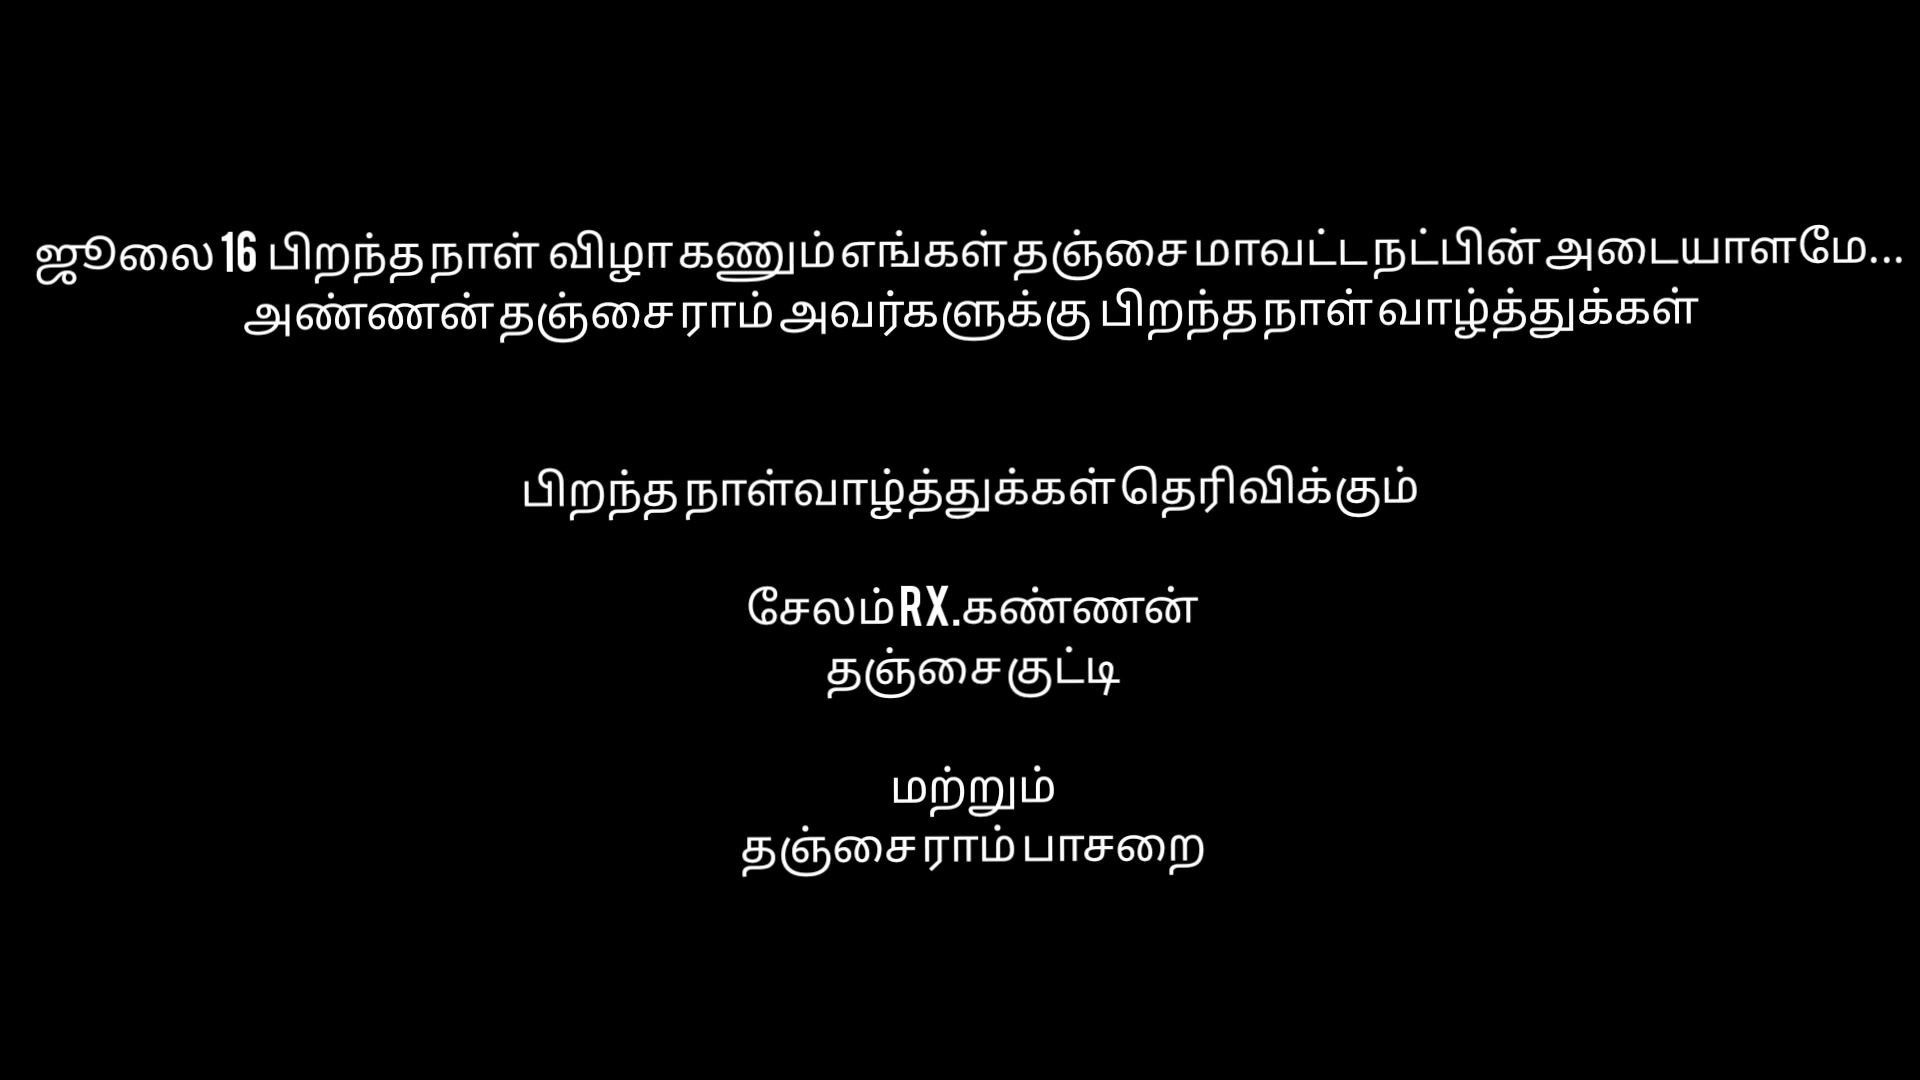 ஜூலை 16 பிறந்த நாள் விழா கணும் எங்கள் தஞ்சை மாவட்ட நட்பின் அடையாளமே...
அண்ணன் தஞ்சை ராம் அவர்களுக்கு பிறந்த நாள் வாழ்த்துக்கள்
பிறந்த நாள்வாழ்த்துக்கள் தெரிவிக்கும்
சேலம் RX.கண்ணன்
தஞ்சை குட்டி
மற்றும்
தஞ்சை ராம் பாசறை